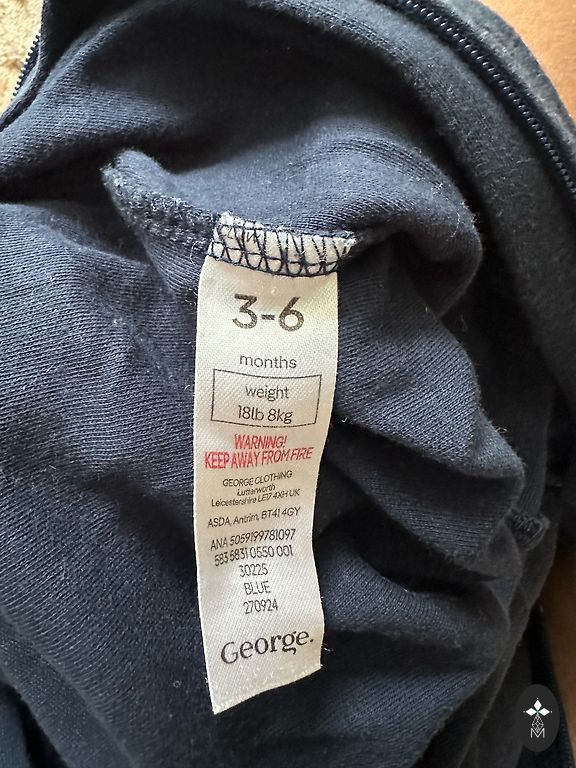 3-6
months
weight
18lb 8kg
WARNING!
KEEP AWAY FROM FIRE
GEORGE CLOTHING
Lutterworth
Leicestershire LE17 4XH UK
ASDA, Antrim, BT41 4GY
ANA 5059199781097
583 5831 0550 001
30225
BLUE
270924
George.
M